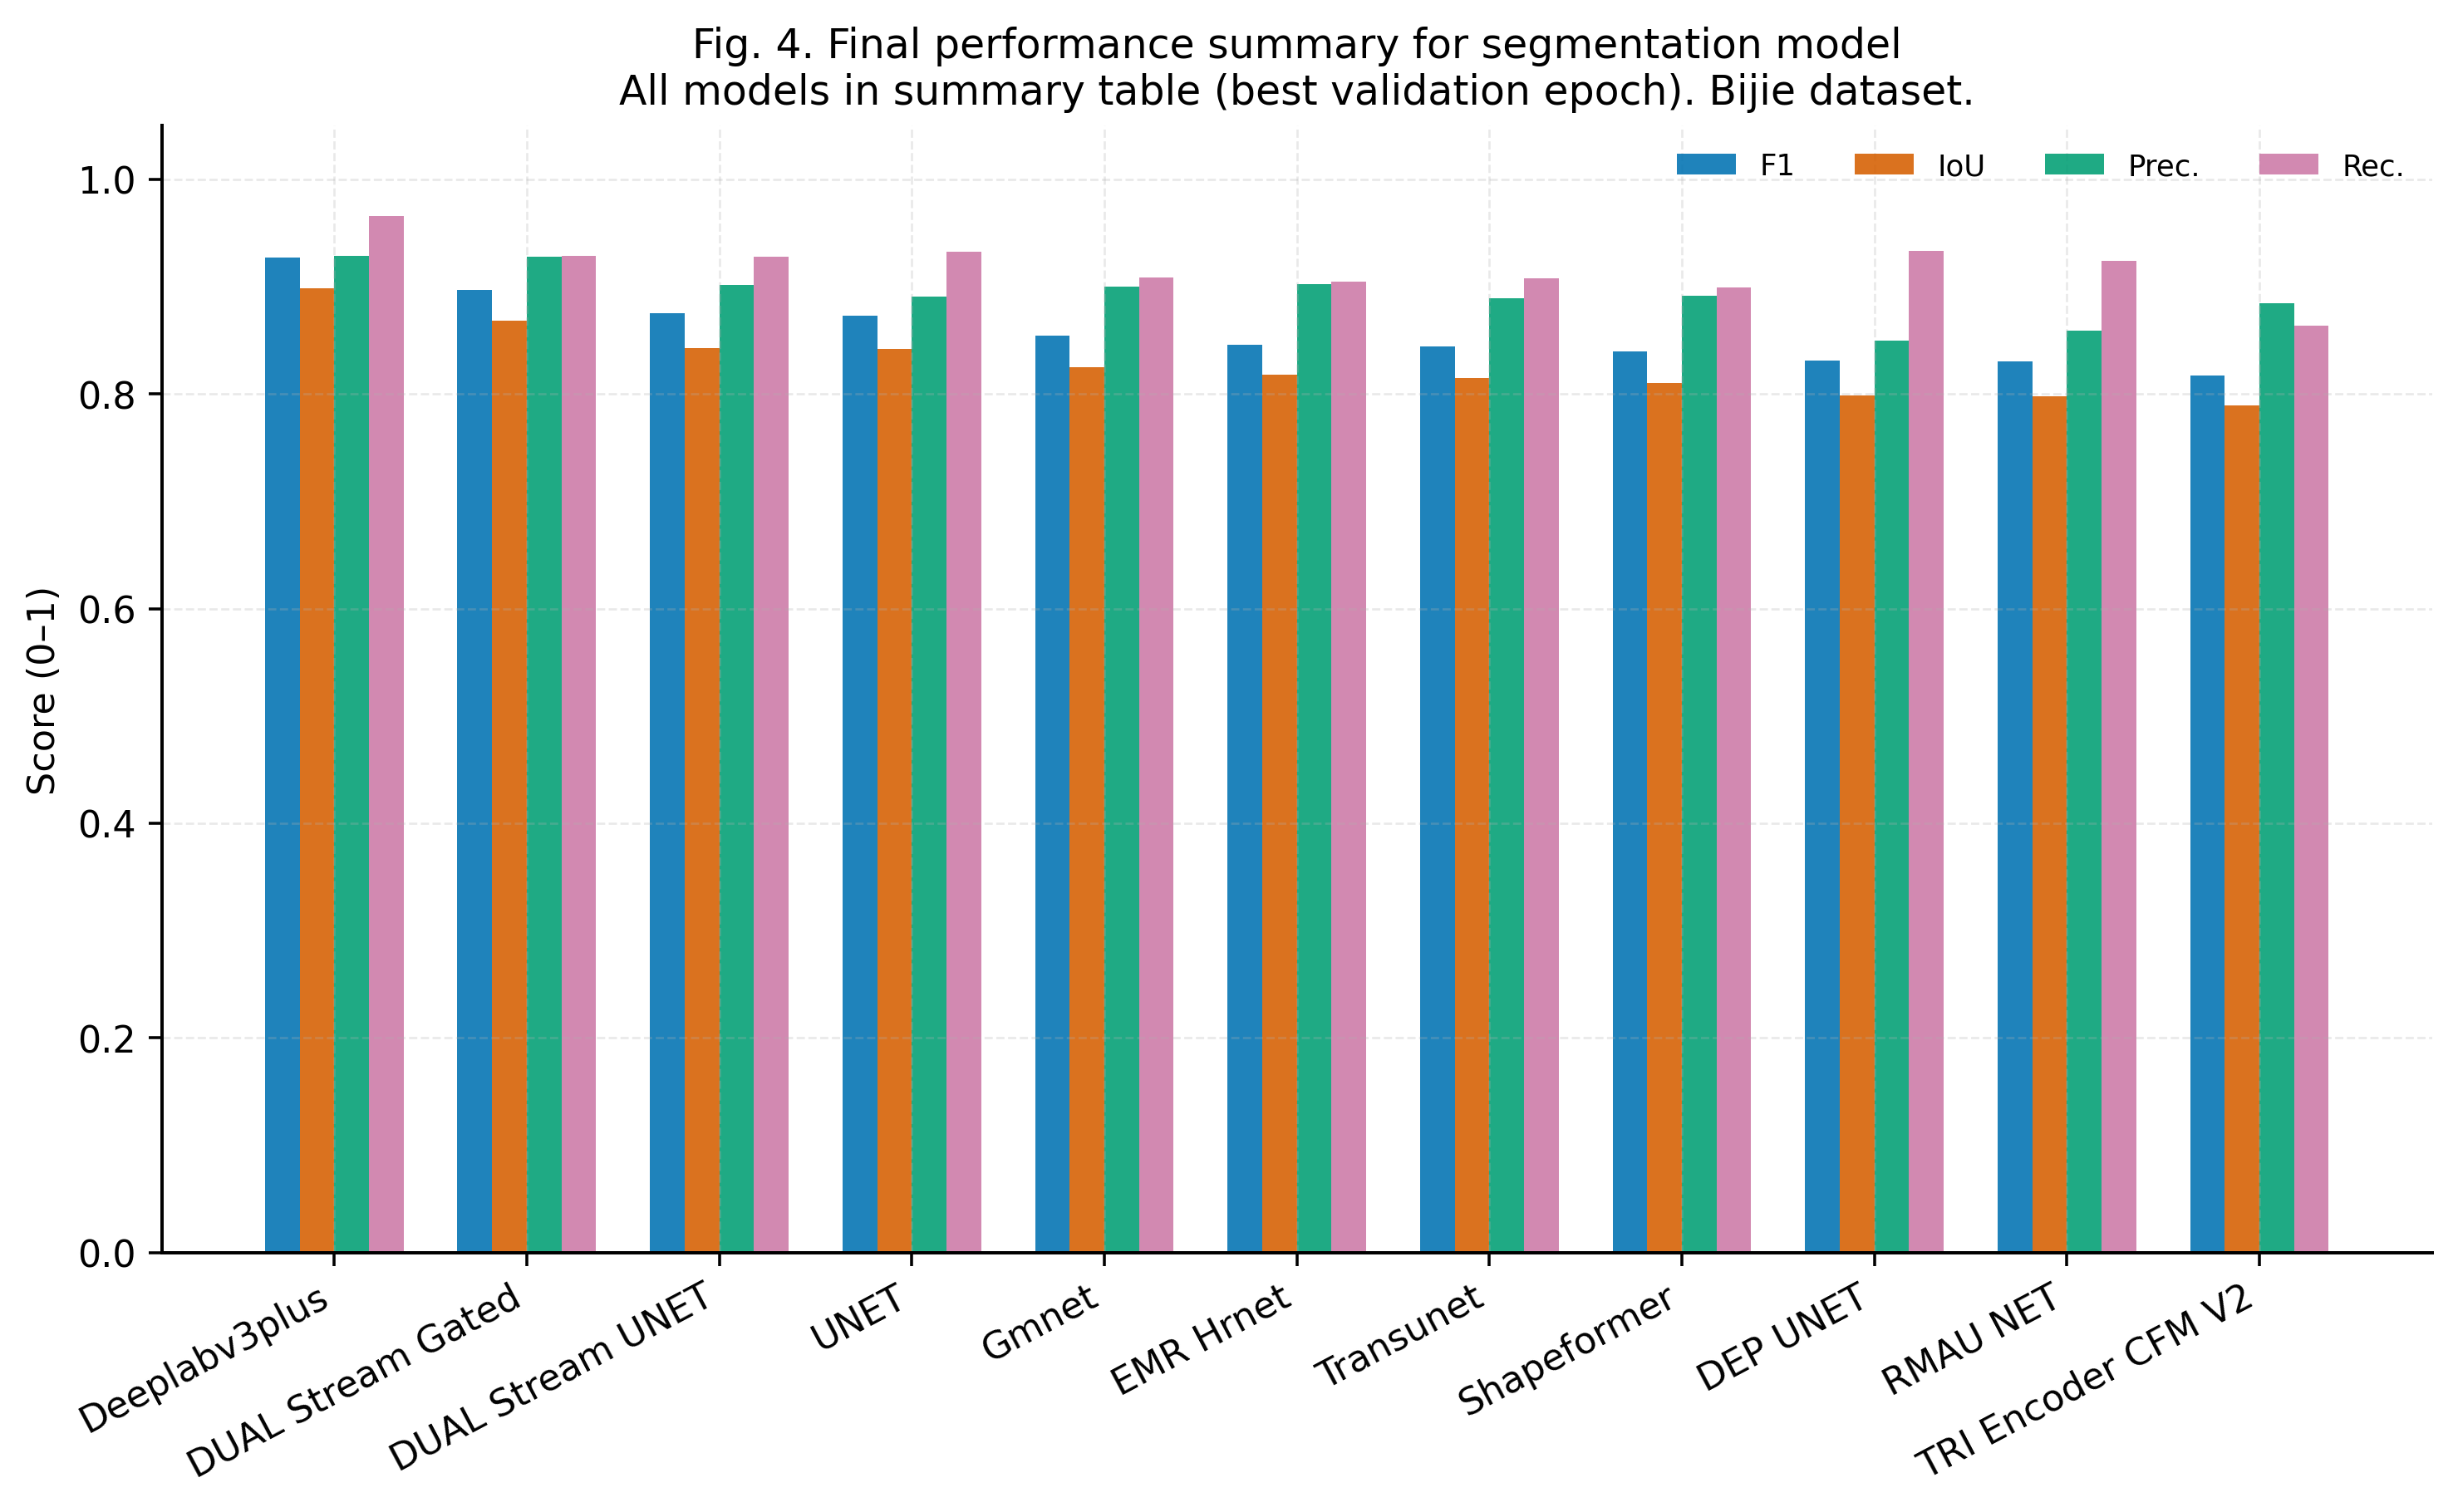 Fig. 4. Final performance summary for segmentation model
All models in summary table (best validation epoch). Bijie dataset.
F1
IoU
Prec.
Rec.
Score (0–1)
1.0
0.8
0.6
0.4
0.2
0.0
Deeplabv3plus
DUAL Stream Gated
DUAL Stream UNET
UNET
Gmnet
EMR Hrnet
Transunet
Shapeformer
DEP UNET
RMAU NET
TRI Encoder CFM V2